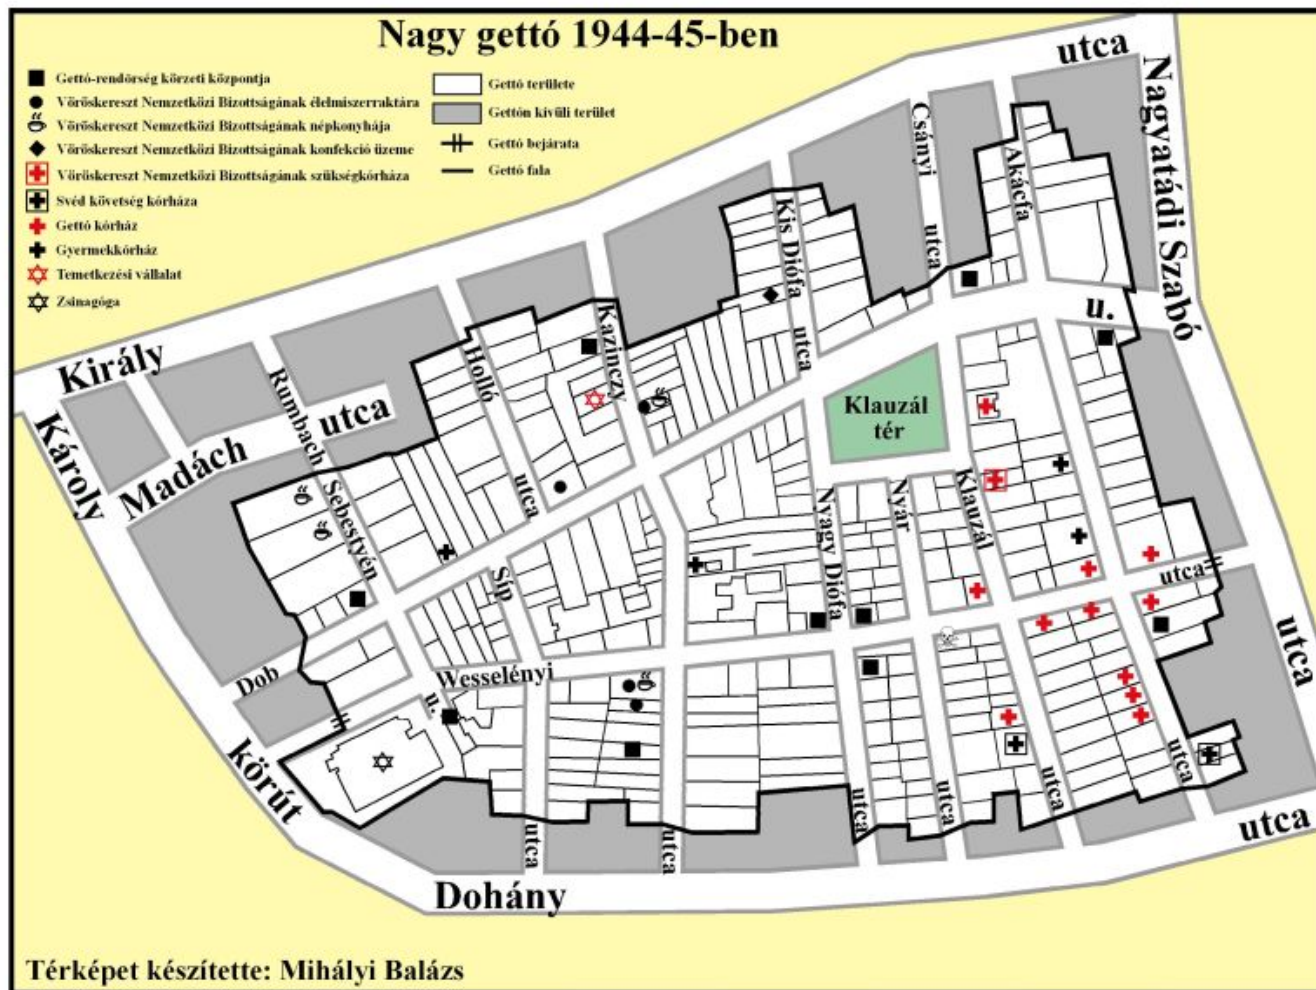 Nagy gettó 1944-45-ben
Gettó-rendőrség körzeti központja
Vöröskereszt Nemzetközi Bizottságának élelmiszerraktára
Vöröskereszt Nemzetközi Bizottságának népkonyhája
Vöröskereszt Nemzetközi Bizottságának konfekció üzeme
Vöröskereszt Nemzetközi Bizottságának szükségkórháza
Svéd követség kórháza
Gettó kórház
Gyermekkórház
Temetkezési vállalat
Zsinagóga
Gettó területe
Gettón kívüli terület
Gettó bejárata
Gettó fala
Király
utca
Nagyatádi Szabó
utca
Csányi
utca
Akácfa
utca
Kis Diófa
utca
Kazinczy
utca
Holló
utca
Rumbach
Sebestyén
u.
Madách
utca
Károly
körút
Klauzál
tér
u.
Klauzál
utca
Nyár
utca
Nyagy Diófa
utca
Síp
utca
Dob
Wesselényi
utca
Dohány
utca
Térképet készítette: Mihályi Balázs